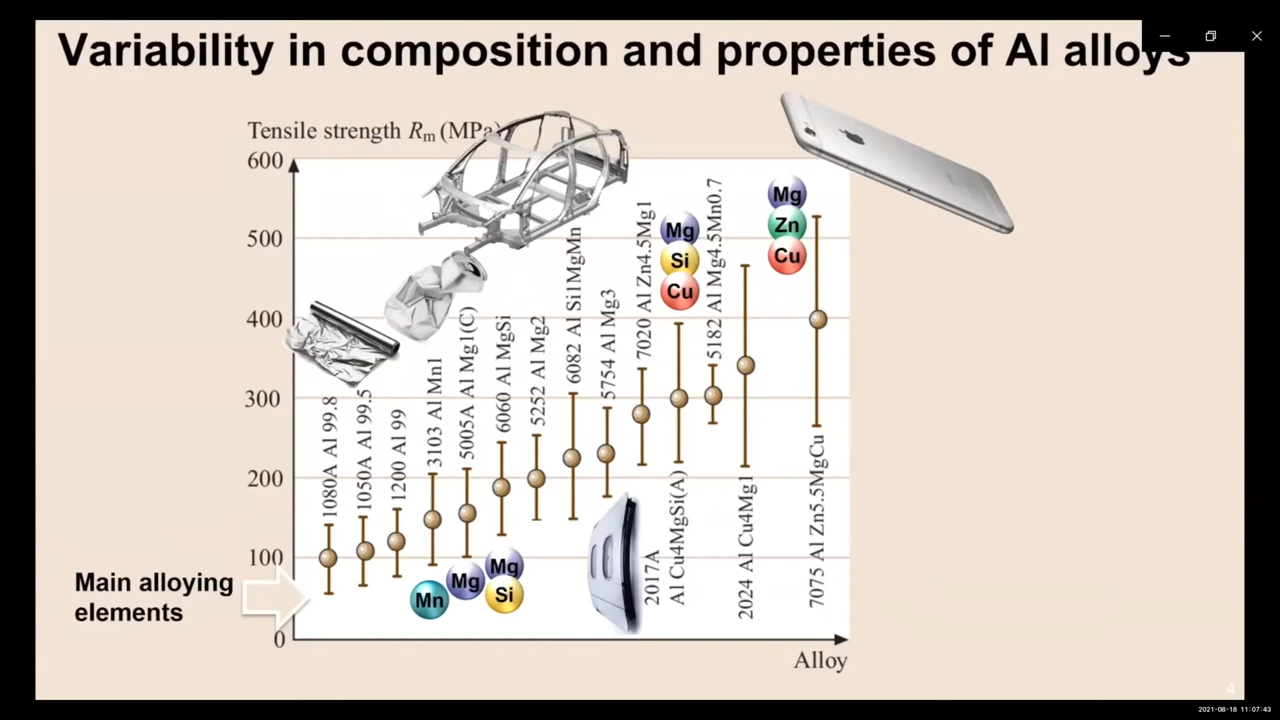 Variability in composition and properties of Al alloys
Tensile strength Rm (MPa)
600
500
400
300
200
100
0
1080A Al 99.8
1050A Al 99.5
1200 Al 99
3103 Al Mn1
5005A Al Mg1(C)
6060 Al MgSi
5252 Al Mg2
6082 Al Si1MgMn
5754 Al Mg3
7020 Al Zn4.5Mg1
2017A
Al Cu4MgSi(A)
5182 Al Mg4.5Mn0.7
2024 Al Cu4Mg1
7075 Al Zn5.5MgCu
Mg
Si
Cu
Mg
Zn
Cu
Mn
Mg
Mg
Si
Main alloying
elements
Alloy
4
2021-08-18 11:07:43